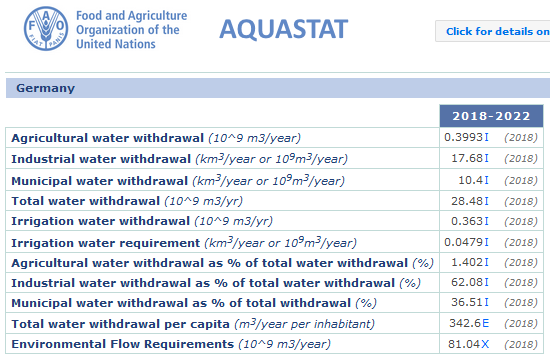 Food and Agriculture
Organization of the
United Nations
F A O
FIAT PANIS
AQUASTAT
Click for details on
Germany
2018-2022
Agricultural water withdrawal (10^9 m3/year) 0.3993I (2018)
Industrial water withdrawal (km³/year or 10⁹m³/year) 17.68I (2018)
Municipal water withdrawal (km³/year or 10⁹m³/year) 10.4I (2018)
Total water withdrawal (10^9 m3/yr) 28.48I (2018)
Irrigation water withdrawal (10^9 m3/yr) 0.363I (2018)
Irrigation water requirement (km³/year or 10⁹m³/year) 0.0479I (2018)
Agricultural water withdrawal as % of total water withdrawal (%) 1.402I (2018)
Industrial water withdrawal as % of total water withdrawal (%) 62.08I (2018)
Municipal water withdrawal as % of total withdrawal (%) 36.51I (2018)
Total water withdrawal per capita (m³/year per inhabitant) 342.6E (2018)
Environmental Flow Requirements (10^9 m3/year) 81.04X (2018)